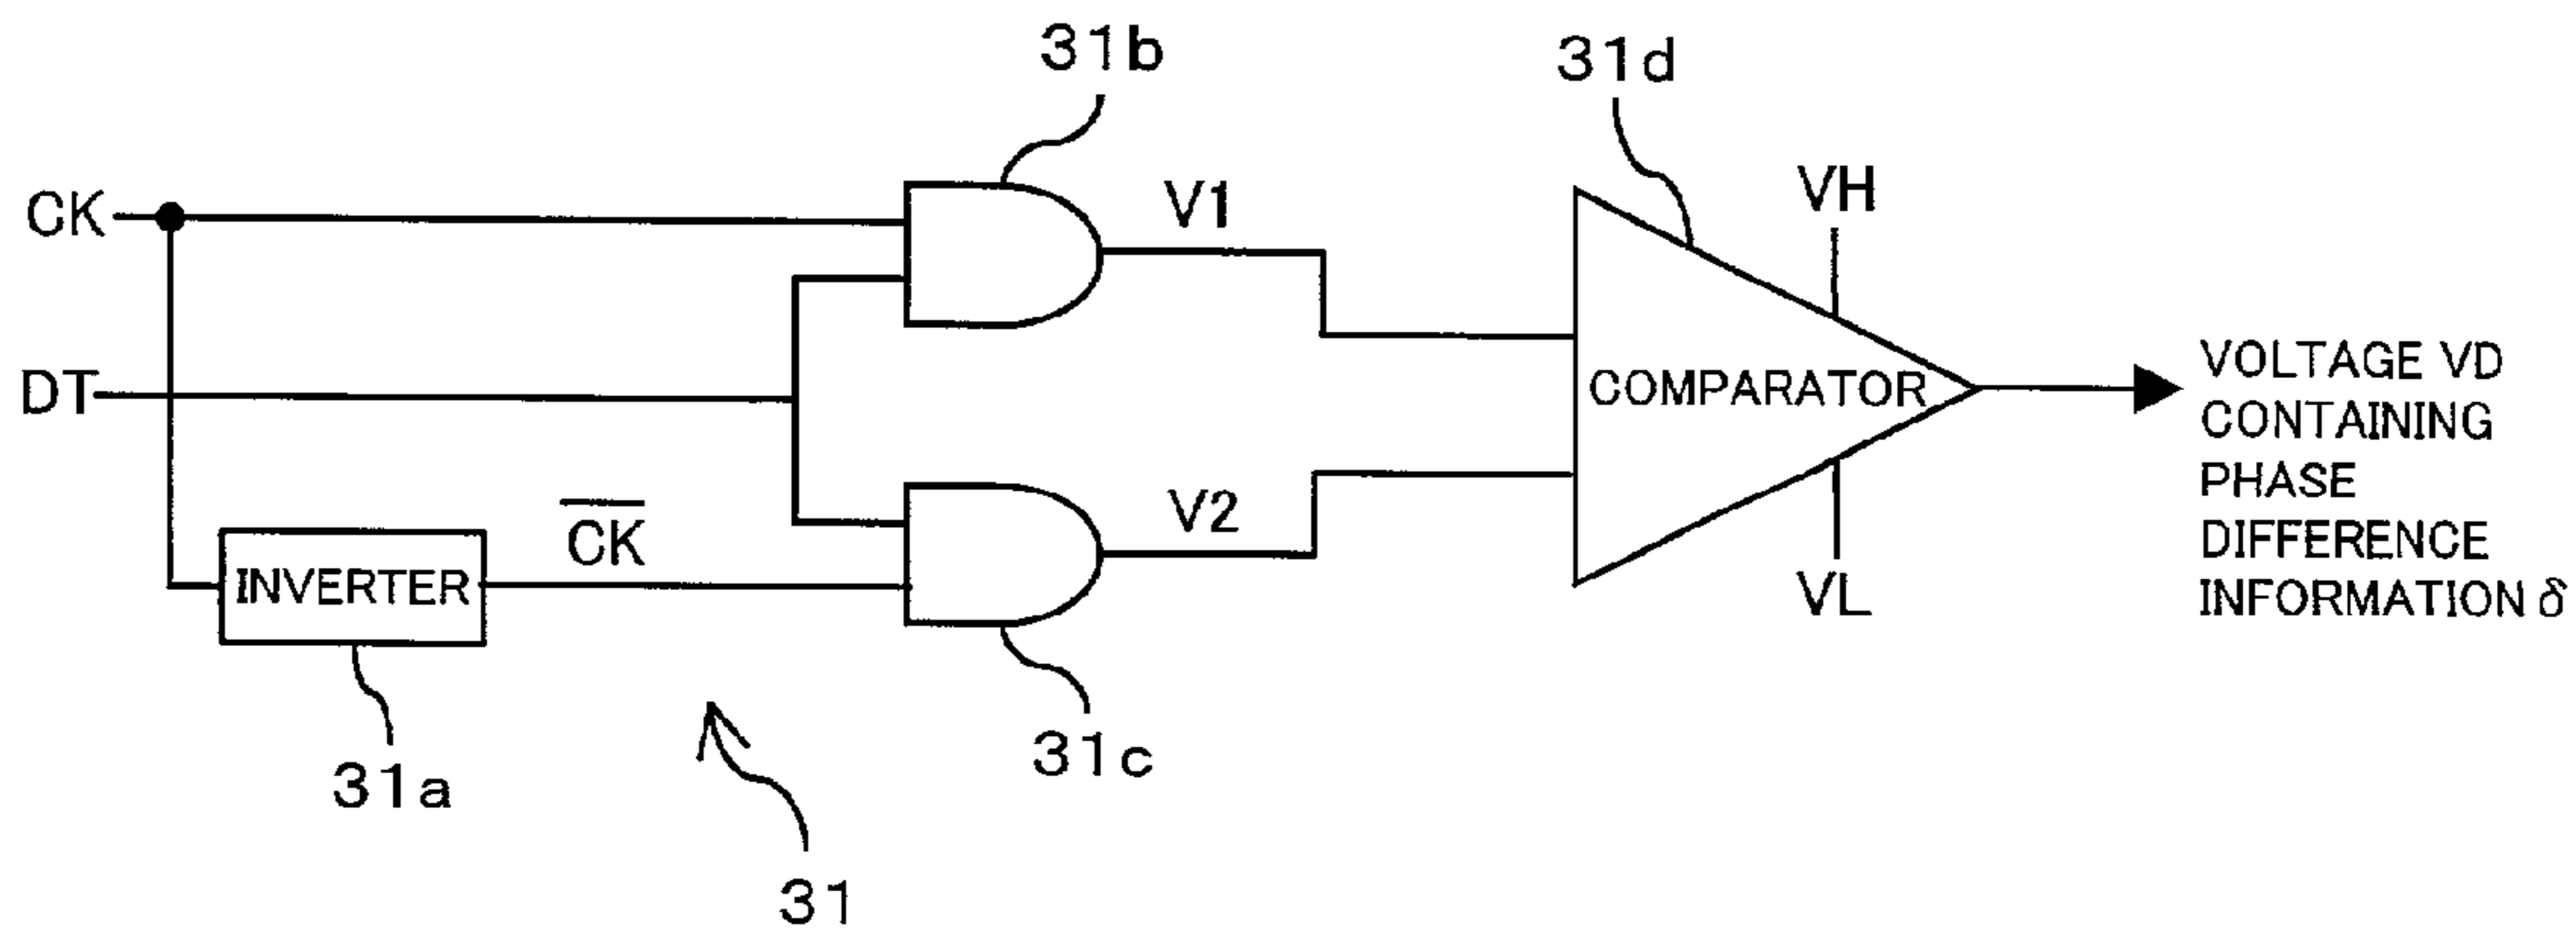 31b
31d
CK
V1
VH
DT
COMPARATOR
VOLTAGE VD
CONTAINING
PHASE
DIFFERENCE
INFORMATION δ
INVERTER
C̅K̅
V2
VL
31a
31c
31